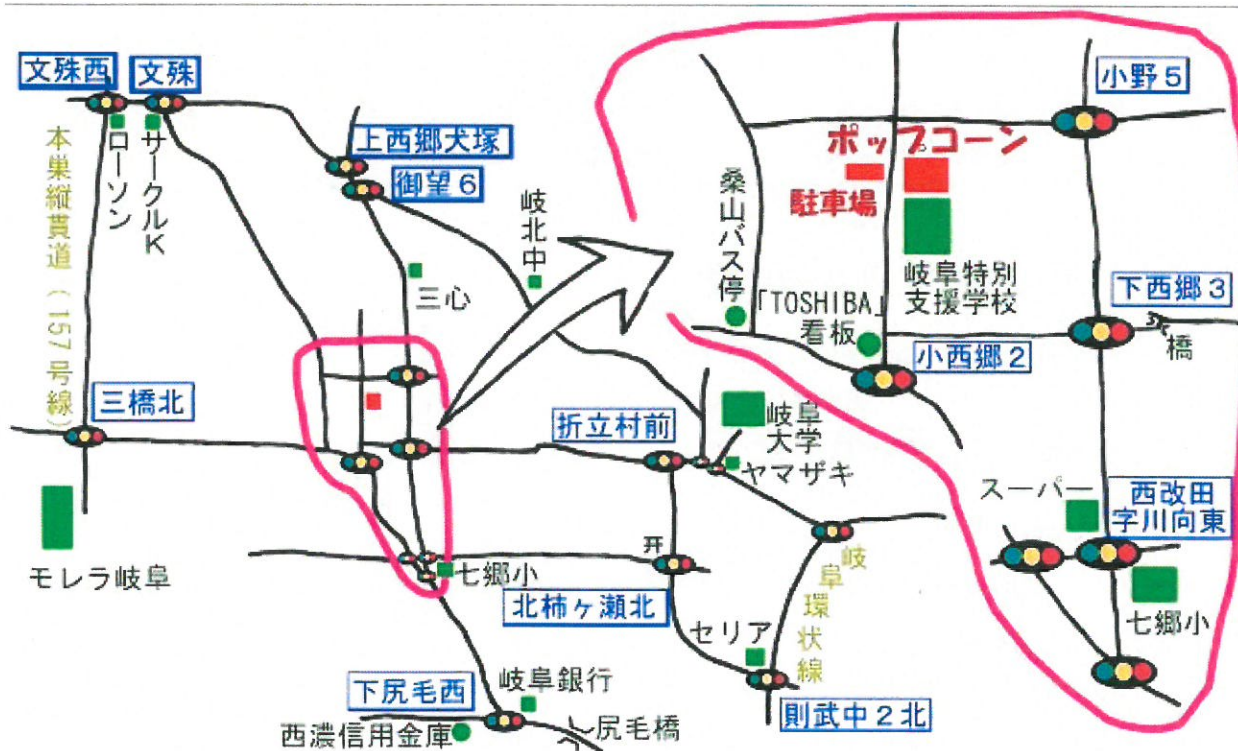 文殊西
文殊
ローソン
サークルK
本巣縦貫道(157号線)
上西郷犬塚
御望6
岐北中
三心
三橋北
モレラ岐阜
折立村前
岐阜
大学
ヤマザキ
七郷小
北柿ヶ瀬北
岐阜環状線
セリア
則武中2北
下尻毛西
岐阜銀行
西濃信用金庫
尻毛橋
小野5
ポップコーン
駐車場
桑山バス停
岐阜特別
支援学校
「TOSHIBA」
看板
小西郷2
下西郷3
橋
スーパー
西改田
字川向東
七郷小